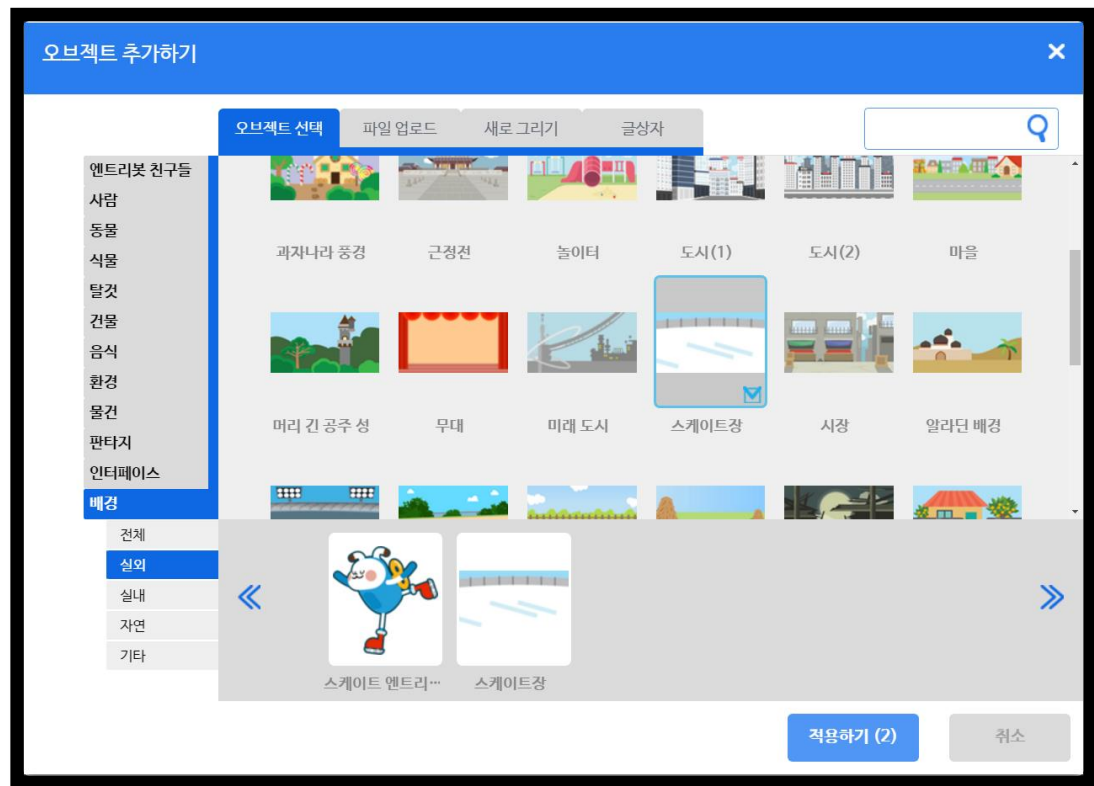 오브젝트 추가하기
오브젝트 선택 파일 업로드 새로 그리기 글상자
엔트리봇 친구들
사람
동물
식물
탈것
건물
음식
환경
물건
판타지
인터페이스
배경
전체
실외
실내
자연
기타
과자나라 풍경 근정전 놀이터 도시(1) 도시(2) 마을
머리 긴 공주 성 무대 미래 도시 스케이트장 시장 알라딘 배경
스케이트 엔트리… 스케이트장
적용하기 (2) 취소